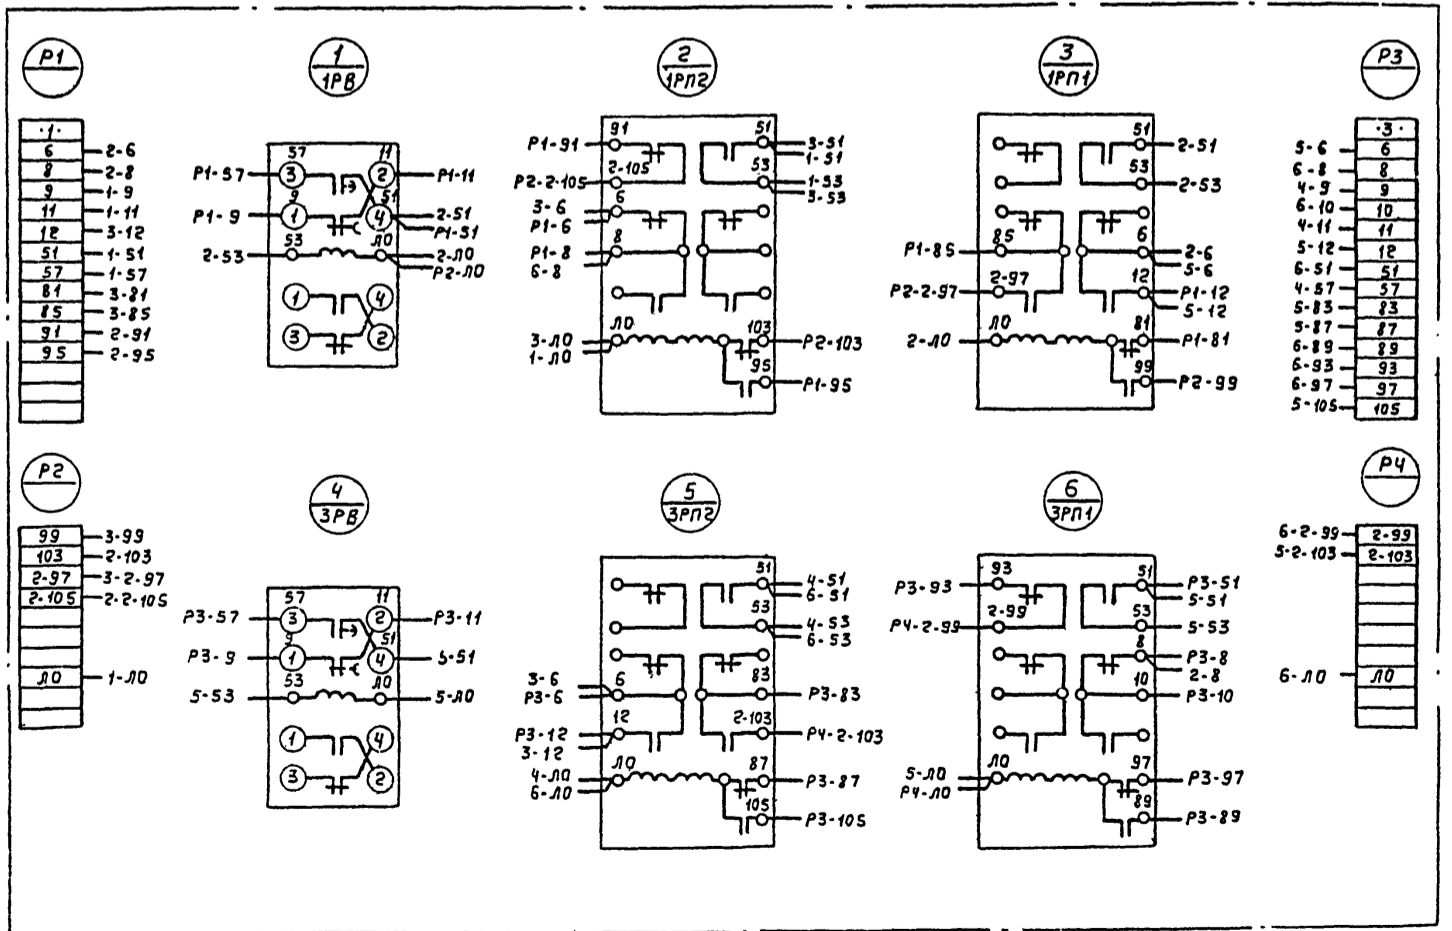 Р1
·1·
6 2-6
8 2-8
9 1-9
11 1-11
12 3-12
51 1-51
57 1-57
81 3-81
85 3-85
91 2-91
95 2-95
1
1РВ
57 11
Р1-57 3 2 Р1-11
9 51
Р1-9 1 4 2-51
Р1-51
53 ЛО
2-53 2-ЛО
Р2-ЛО
1 4
3 2
2
1РП2
91 51
Р1-91 3-51
1-51
2-105 53
Р2-2-105 1-53
3-53
6
3-6
Р1-6
8
Р1-8
6-8
ЛО 103
3-ЛО Р2-103
1-ЛО
95
Р1-95
3
1РП1
51
2-51
53
2-53
85 6
Р1-85 2-6
5-6
2-97 12
Р2-2-97 Р1-12
5-12
ЛО 81
2-ЛО Р1-81
99
Р2-99
Р3
·3·
5-6 6
6-8 8
4-9 9
6-10 10
4-11 11
5-12 12
6-51 51
4-57 57
5-83 83
5-87 87
6-89 89
6-93 93
6-97 97
5-105 105
Р2
99 3-99
103 2-103
2-97 3-2-97
2-105 2-2-105
ЛО 1-ЛО
4
3РВ
57 11
Р3-57 3 2 Р3-11
9 51
Р3-9 1 4 5-51
53 ЛО
5-53 5-ЛО
1 4
3 2
5
3РП2
51
4-51
6-51
53
4-53
6-53
3-6 6 83
Р3-6 Р3-83
12 2-103
Р3-12 Р4-2-103
3-12
ЛО 87
4-ЛО Р3-87
6-ЛО
105
Р3-105
6
3РП1
93 51
Р3-93 Р3-51
5-51
2-99 53
Р4-2-99 5-53
8
Р3-8
2-8
10
Р3-10
ЛО 97
5-ЛО Р3-97
Р4-ЛО
89
Р3-89
Р4
6-2-99 2-99
5-2-103 2-103
6-ЛО ЛО